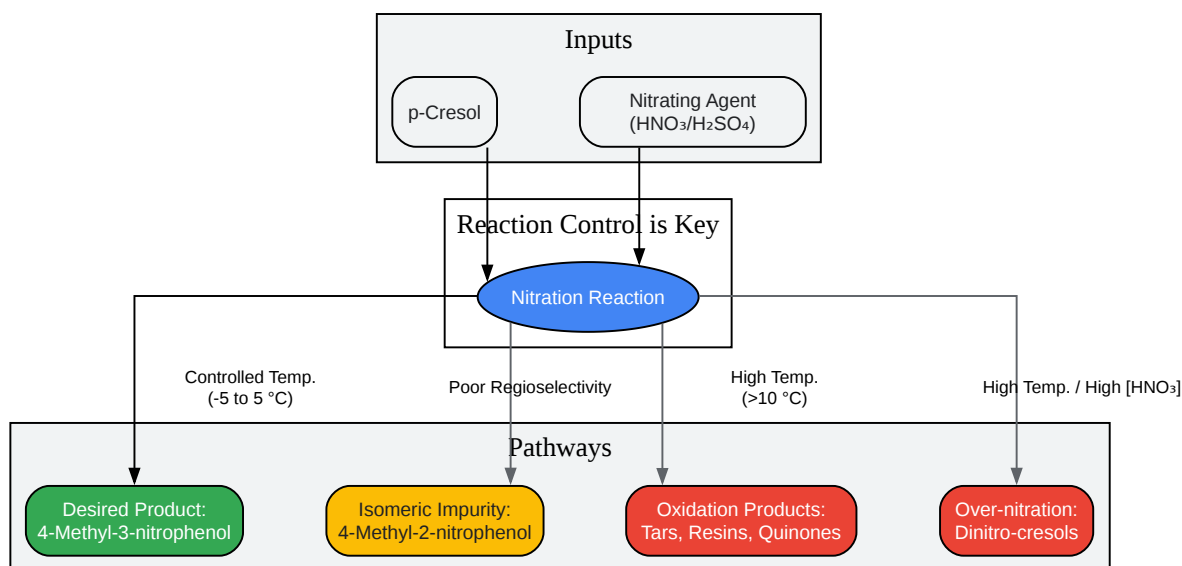 Inputs
p-Cresol
Nitrating Agent
(HNO₃/H₂SO₄)
Reaction Control is Key
Nitration Reaction
Controlled Temp.
(-5 to 5 °C)
Poor Regioselectivity
High Temp.
(>10 °C)
High Temp. / High [HNO₃]
Pathways
Desired Product:
4-Methyl-3-nitrophenol
Isomeric Impurity:
4-Methyl-2-nitrophenol
Oxidation Products:
Tars, Resins, Quinones
Over-nitration:
Dinitro-cresols